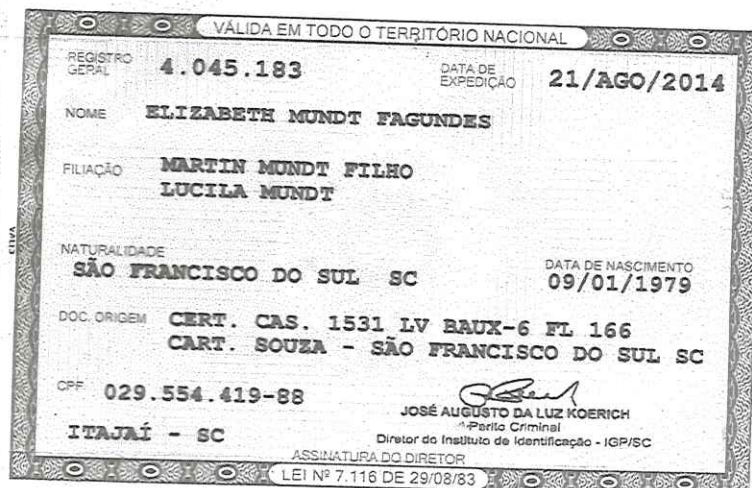 VÁLIDA EM TODO O TERRITÓRIO NACIONAL
REGISTRO GERAL 4.045.183 DATA DE EXPEDIÇÃO 21/AGO/2014
NOME ELIZABETH MUNDT FAGUNDES
FILIAÇÃO MARTIN MUNDT FILHO
LUCILA MUNDT
NATURALIDADE DATA DE NASCIMENTO
SÃO FRANCISCO DO SUL SC 09/01/1979
DOC. ORIGEM CERT. CAS. 1531 LV BAUX-6 FL 166
CART. SOUZA - SÃO FRANCISCO DO SUL SC
CPF 029.554.419-88
JOSÉ AUGUSTO DA LUZ KOERICH
Perito Criminal
ITAJAÍ - SC Diretor do Instituto de Identificação - IGP/SC
ASSINATURA DO DIRETOR
LEI Nº 7.116 DE 29/08/83